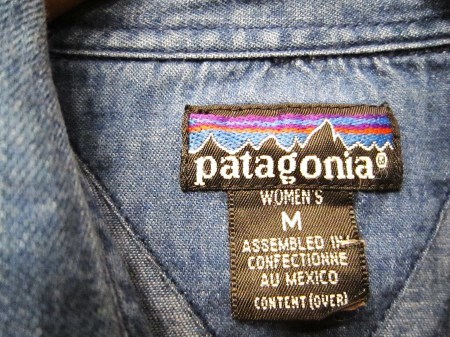 patagonia®
WOMEN'S
M
ASSEMBLED IN/
CONFECTIONNE
AU MEXICO
CONTENT (OVER)